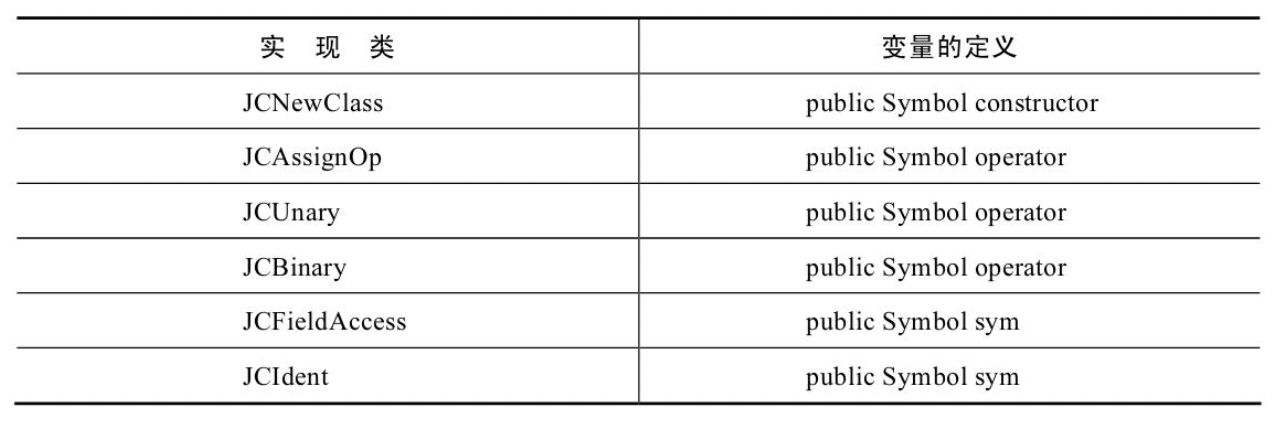 实 现 类 变量的定义
JCNewClass public Symbol constructor
JCAssignOp public Symbol operator
JCUnary public Symbol operator
JCBinary public Symbol operator
JCFieldAccess public Symbol sym
JCIdent public Symbol sym